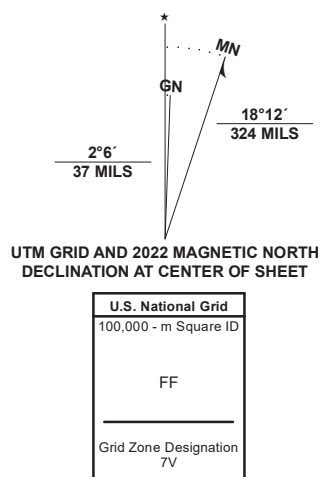 ★
MN
GN
18°12´
324 MILS
2°6´
37 MILS
UTM GRID AND 2022 MAGNETIC NORTH
DECLINATION AT CENTER OF SHEET
U.S. National Grid
100,000 - m Square ID
FF
Grid Zone Designation
7V